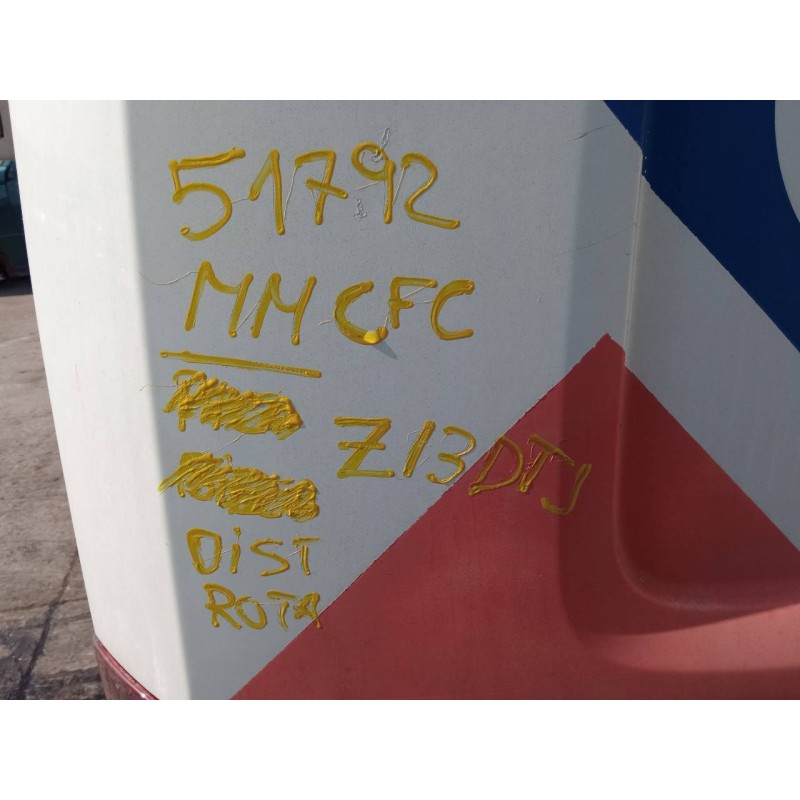 51792
MM CFC
Z13DTJ
DIST
ROTA